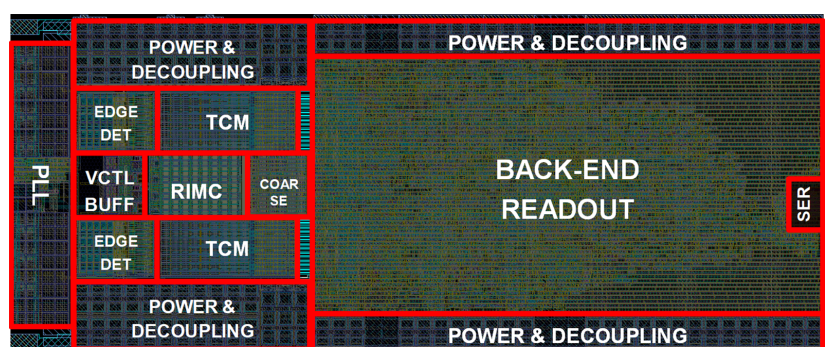 POWER &
DECOUPLING
POWER & DECOUPLING
EDGE
DET
TCM
PLL
VCTL
BUFF
RIMC
COAR
SE
BACK-END
READOUT
SER
EDGE
DET
TCM
POWER &
DECOUPLING
POWER & DECOUPLING